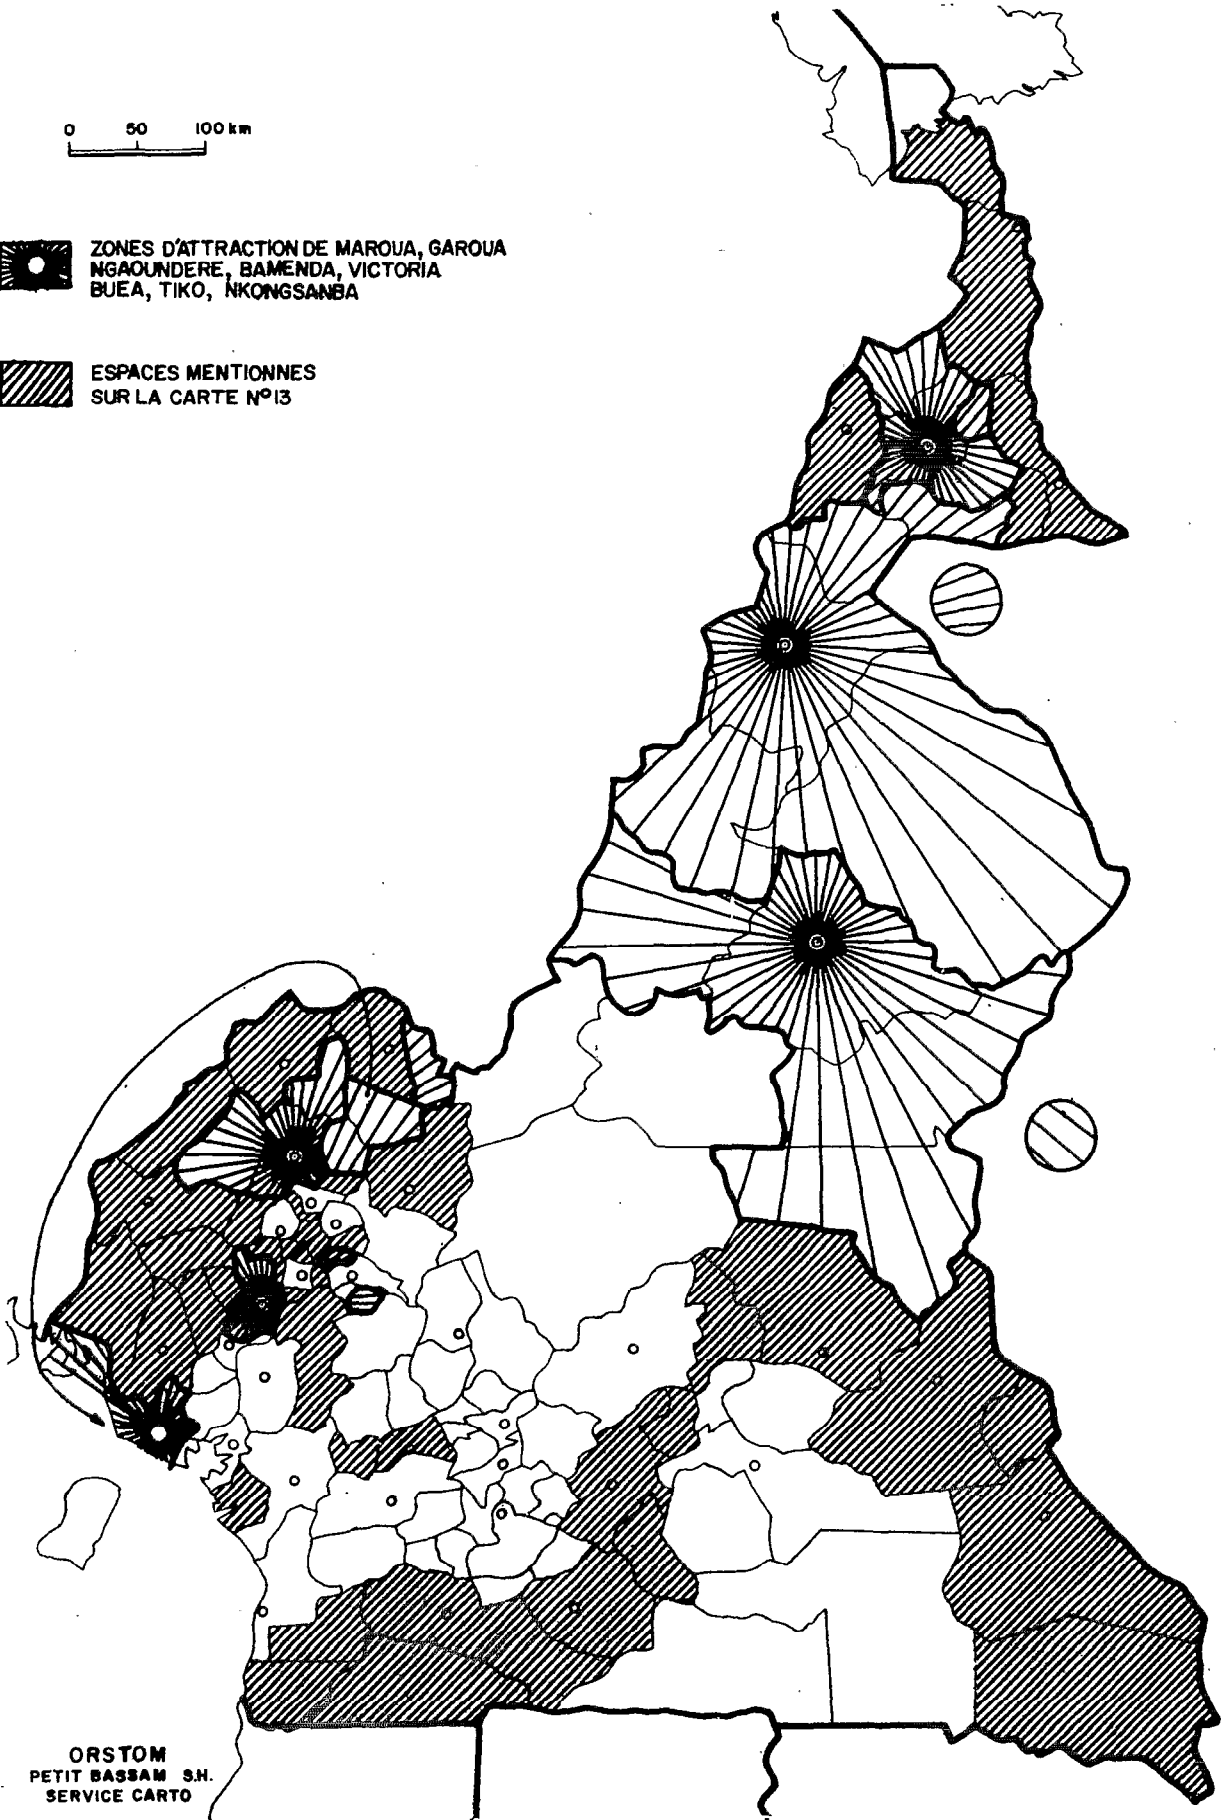 0 50 100 km
ZONES D'ATTRACTION DE MAROUA, GAROUA
NGAOUNDERE, BAMENDA, VICTORIA
BUEA, TIKO, NKONGSANBA
ESPACES MENTIONNES
SUR LA CARTE N° 13
ORSTOM
PETIT BASSAM S.H.
SERVICE CARTO